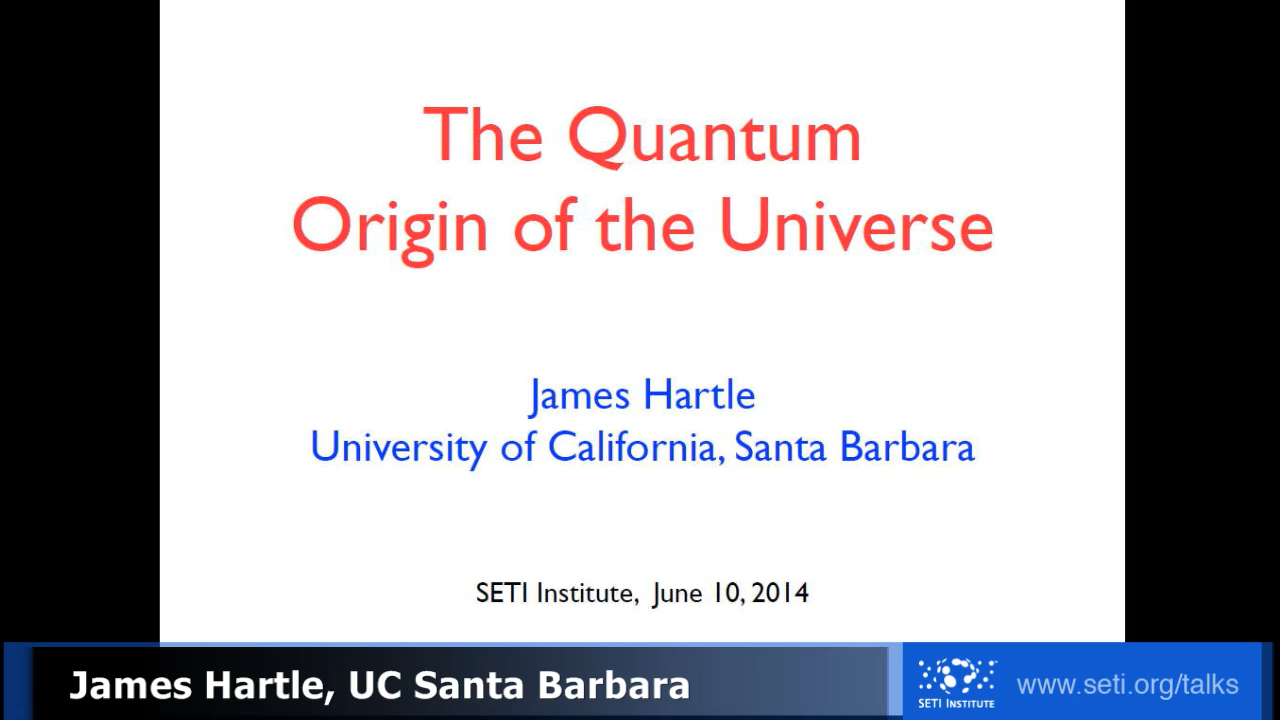 The Quantum
Origin of the Universe
James Hartle
University of California, Santa Barbara
SETI Institute, June 10, 2014
James Hartle, UC Santa Barbara
SETI INSTITUTE
www.seti.org/talks